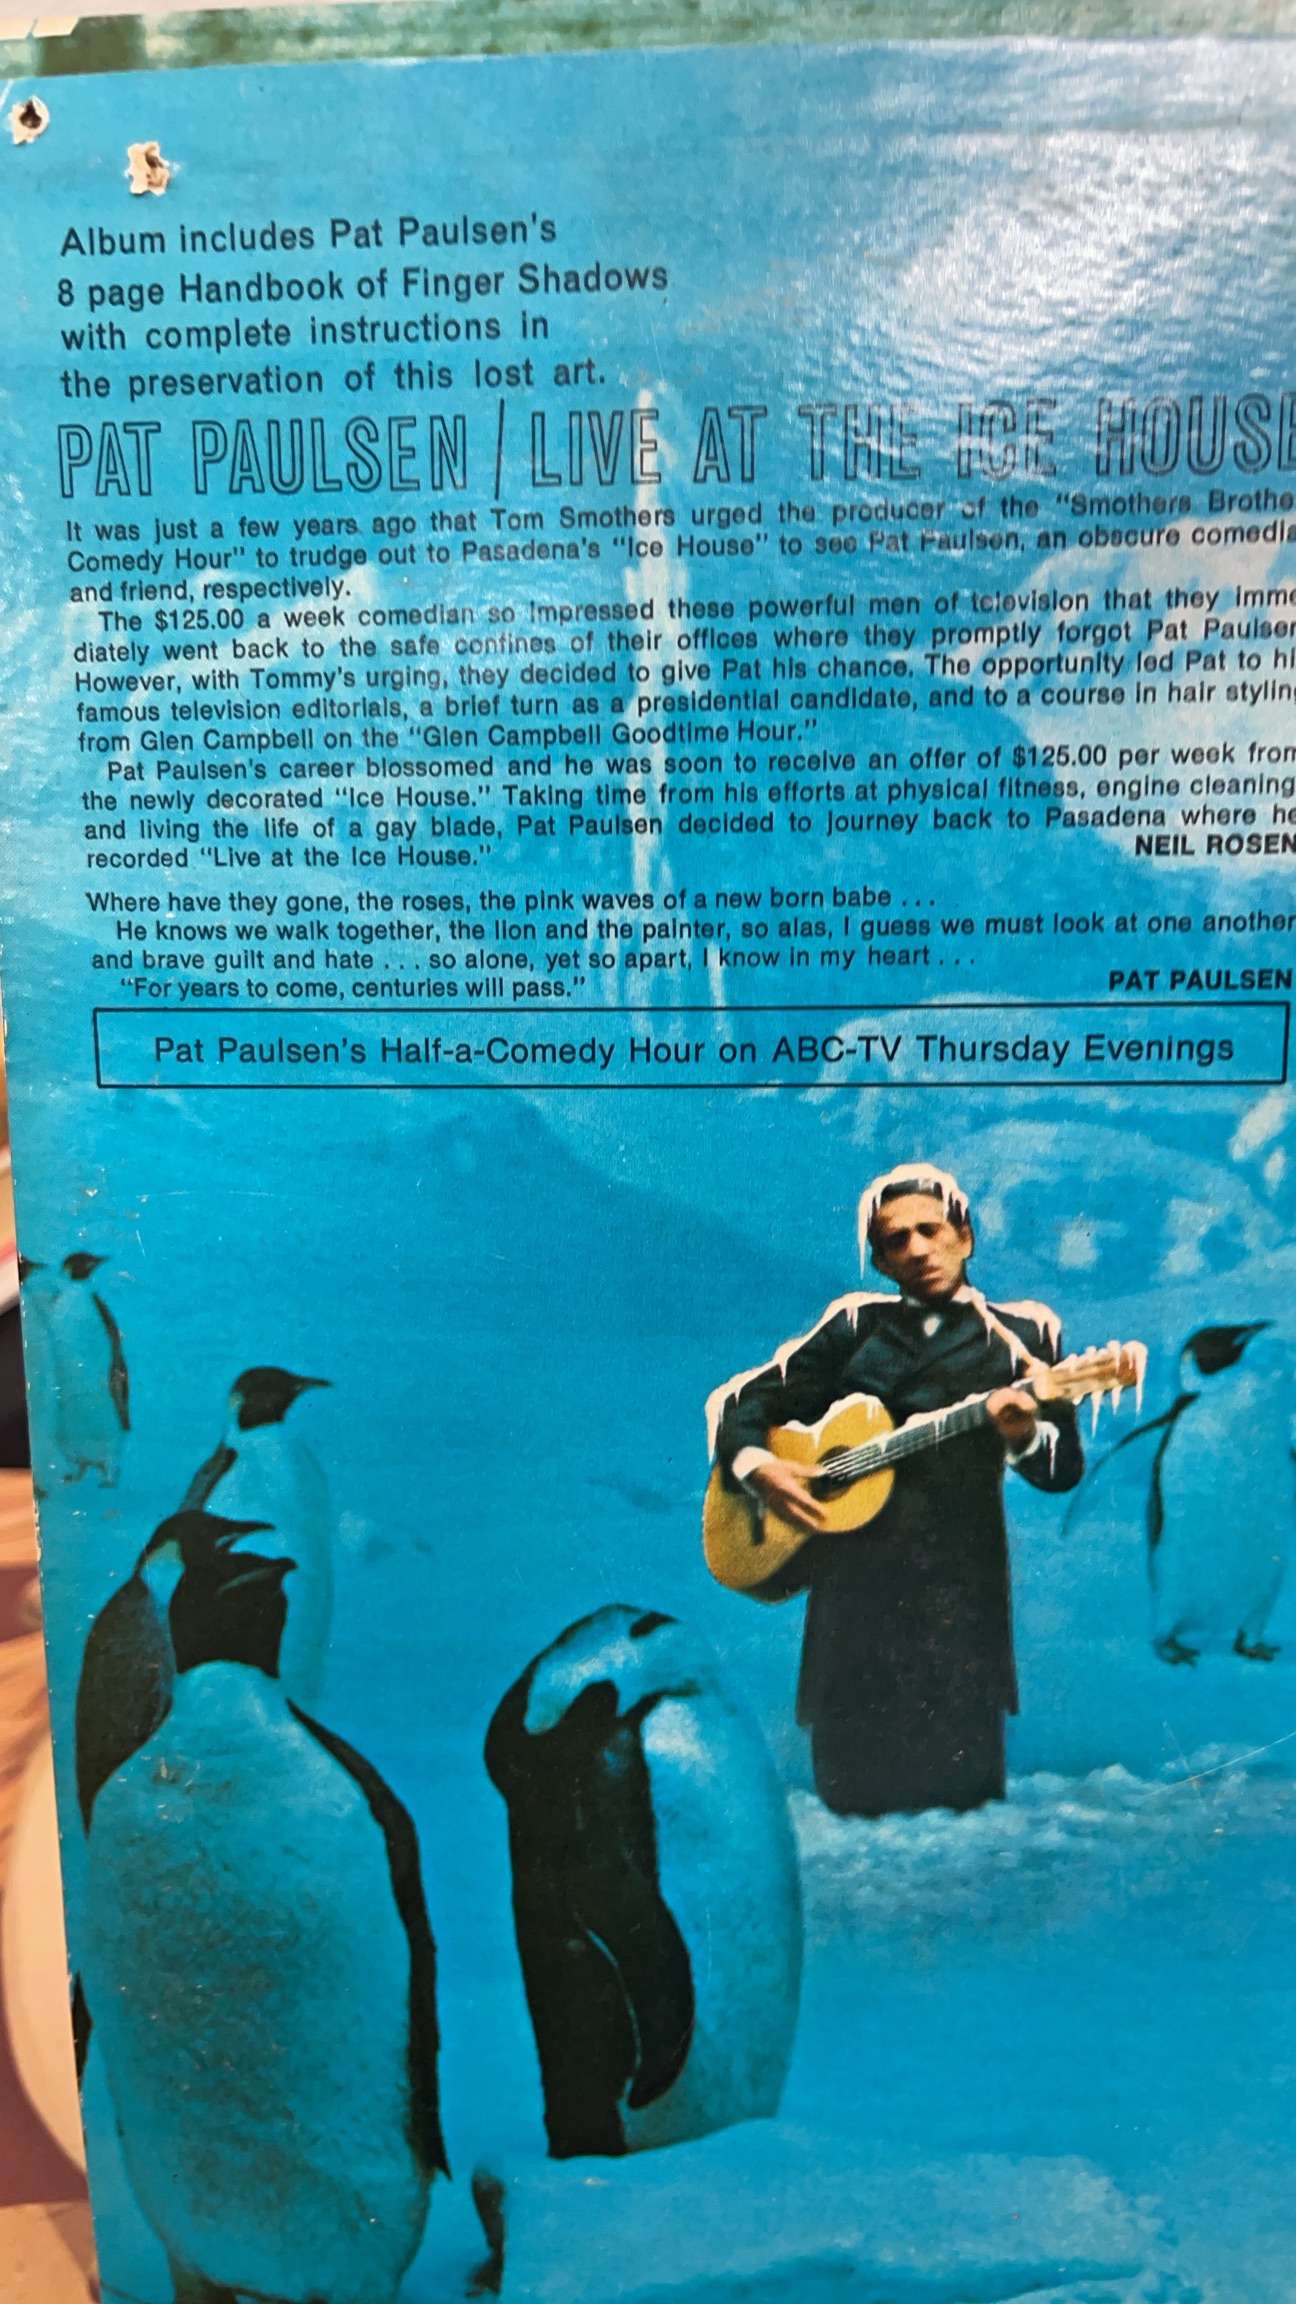 Album includes Pat Paulsen's
8 page Handbook of Finger Shadows
with complete instructions in
the preservation of this lost art.
PAT PAULSEN / LIVE AT THE ICE HOUSE
It was just a few years ago that Tom Smothers urged the producer of the "Smothers Brothe
Comedy Hour" to trudge out to Pasadena's "Ice House" to see Pat Paulsen, an obscure comedia
and friend, respectively.
The $125.00 a week comedian so impressed these powerful men of television that they imme
diately went back to the safe confines of their offices where they promptly forgot Pat Paulsen
However, with Tommy's urging, they decided to give Pat his chance. The opportunity led Pat to hi
famous television editorials, a brief turn as a presidential candidate, and to a course in hair stylin
from Glen Campbell on the "Glen Campbell Goodtime Hour."
Pat Paulsen's career blossomed and he was soon to receive an offer of $125.00 per week from
the newly decorated "Ice House." Taking time from his efforts at physical fitness, engine cleaning
and living the life of a gay blade, Pat Paulsen decided to journey back to Pasadena where he
recorded "Live at the Ice House." NEIL ROSEN
Where have they gone, the roses, the pink waves of a new born babe . . .
He knows we walk together, the lion and the painter, so alas, I guess we must look at one another
and brave guilt and hate . . . so alone, yet so apart, I know in my heart . . .
"For years to come, centuries will pass." PAT PAULSEN
Pat Paulsen's Half-a-Comedy Hour on ABC-TV Thursday Evenings